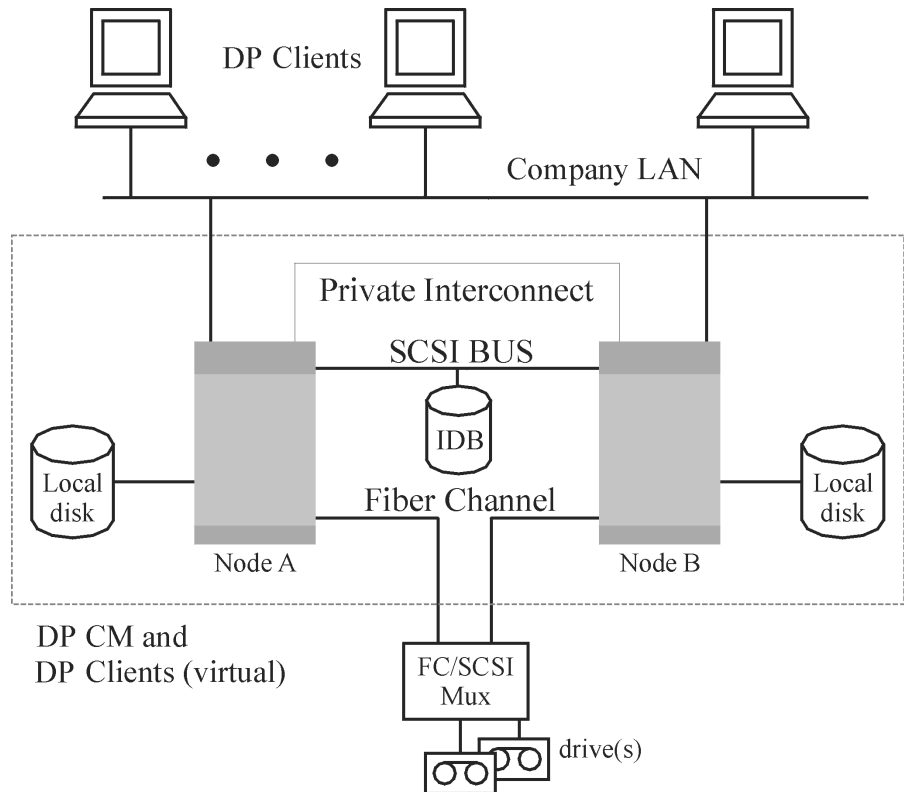 DP Clients
Company LAN
Private Interconnect
SCSI BUS
IDB
Local
disk
Local
disk
Fiber Channel
Node A
Node B
DP CM and
DP Clients (virtual)
FC/SCSI
Mux
drive(s)